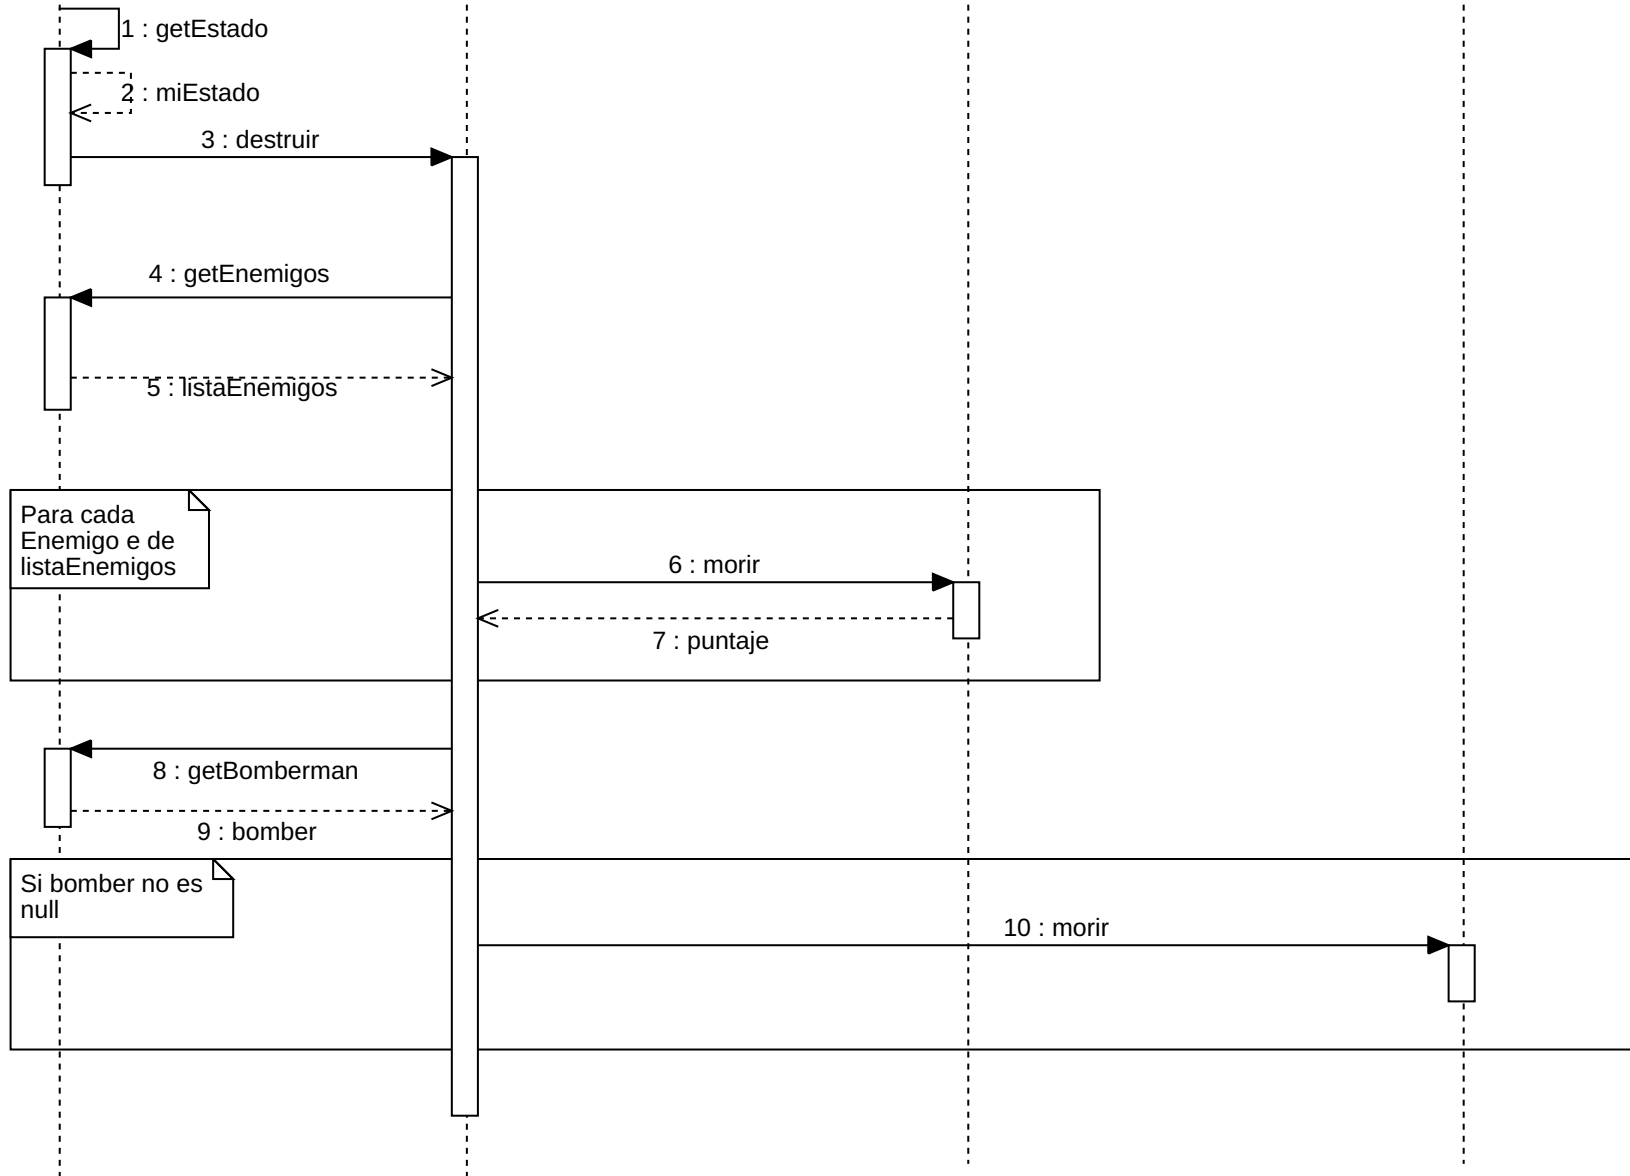 1 : getEstado
2 : miEstado
3 : destruir
4 : getEnemigos
5 : listaEnemigos
Para cada
Enemigo e de
listaEnemigos
6 : morir
7 : puntaje
8 : getBomberman
9 : bomber
Si bomber no es
null
10 : morir